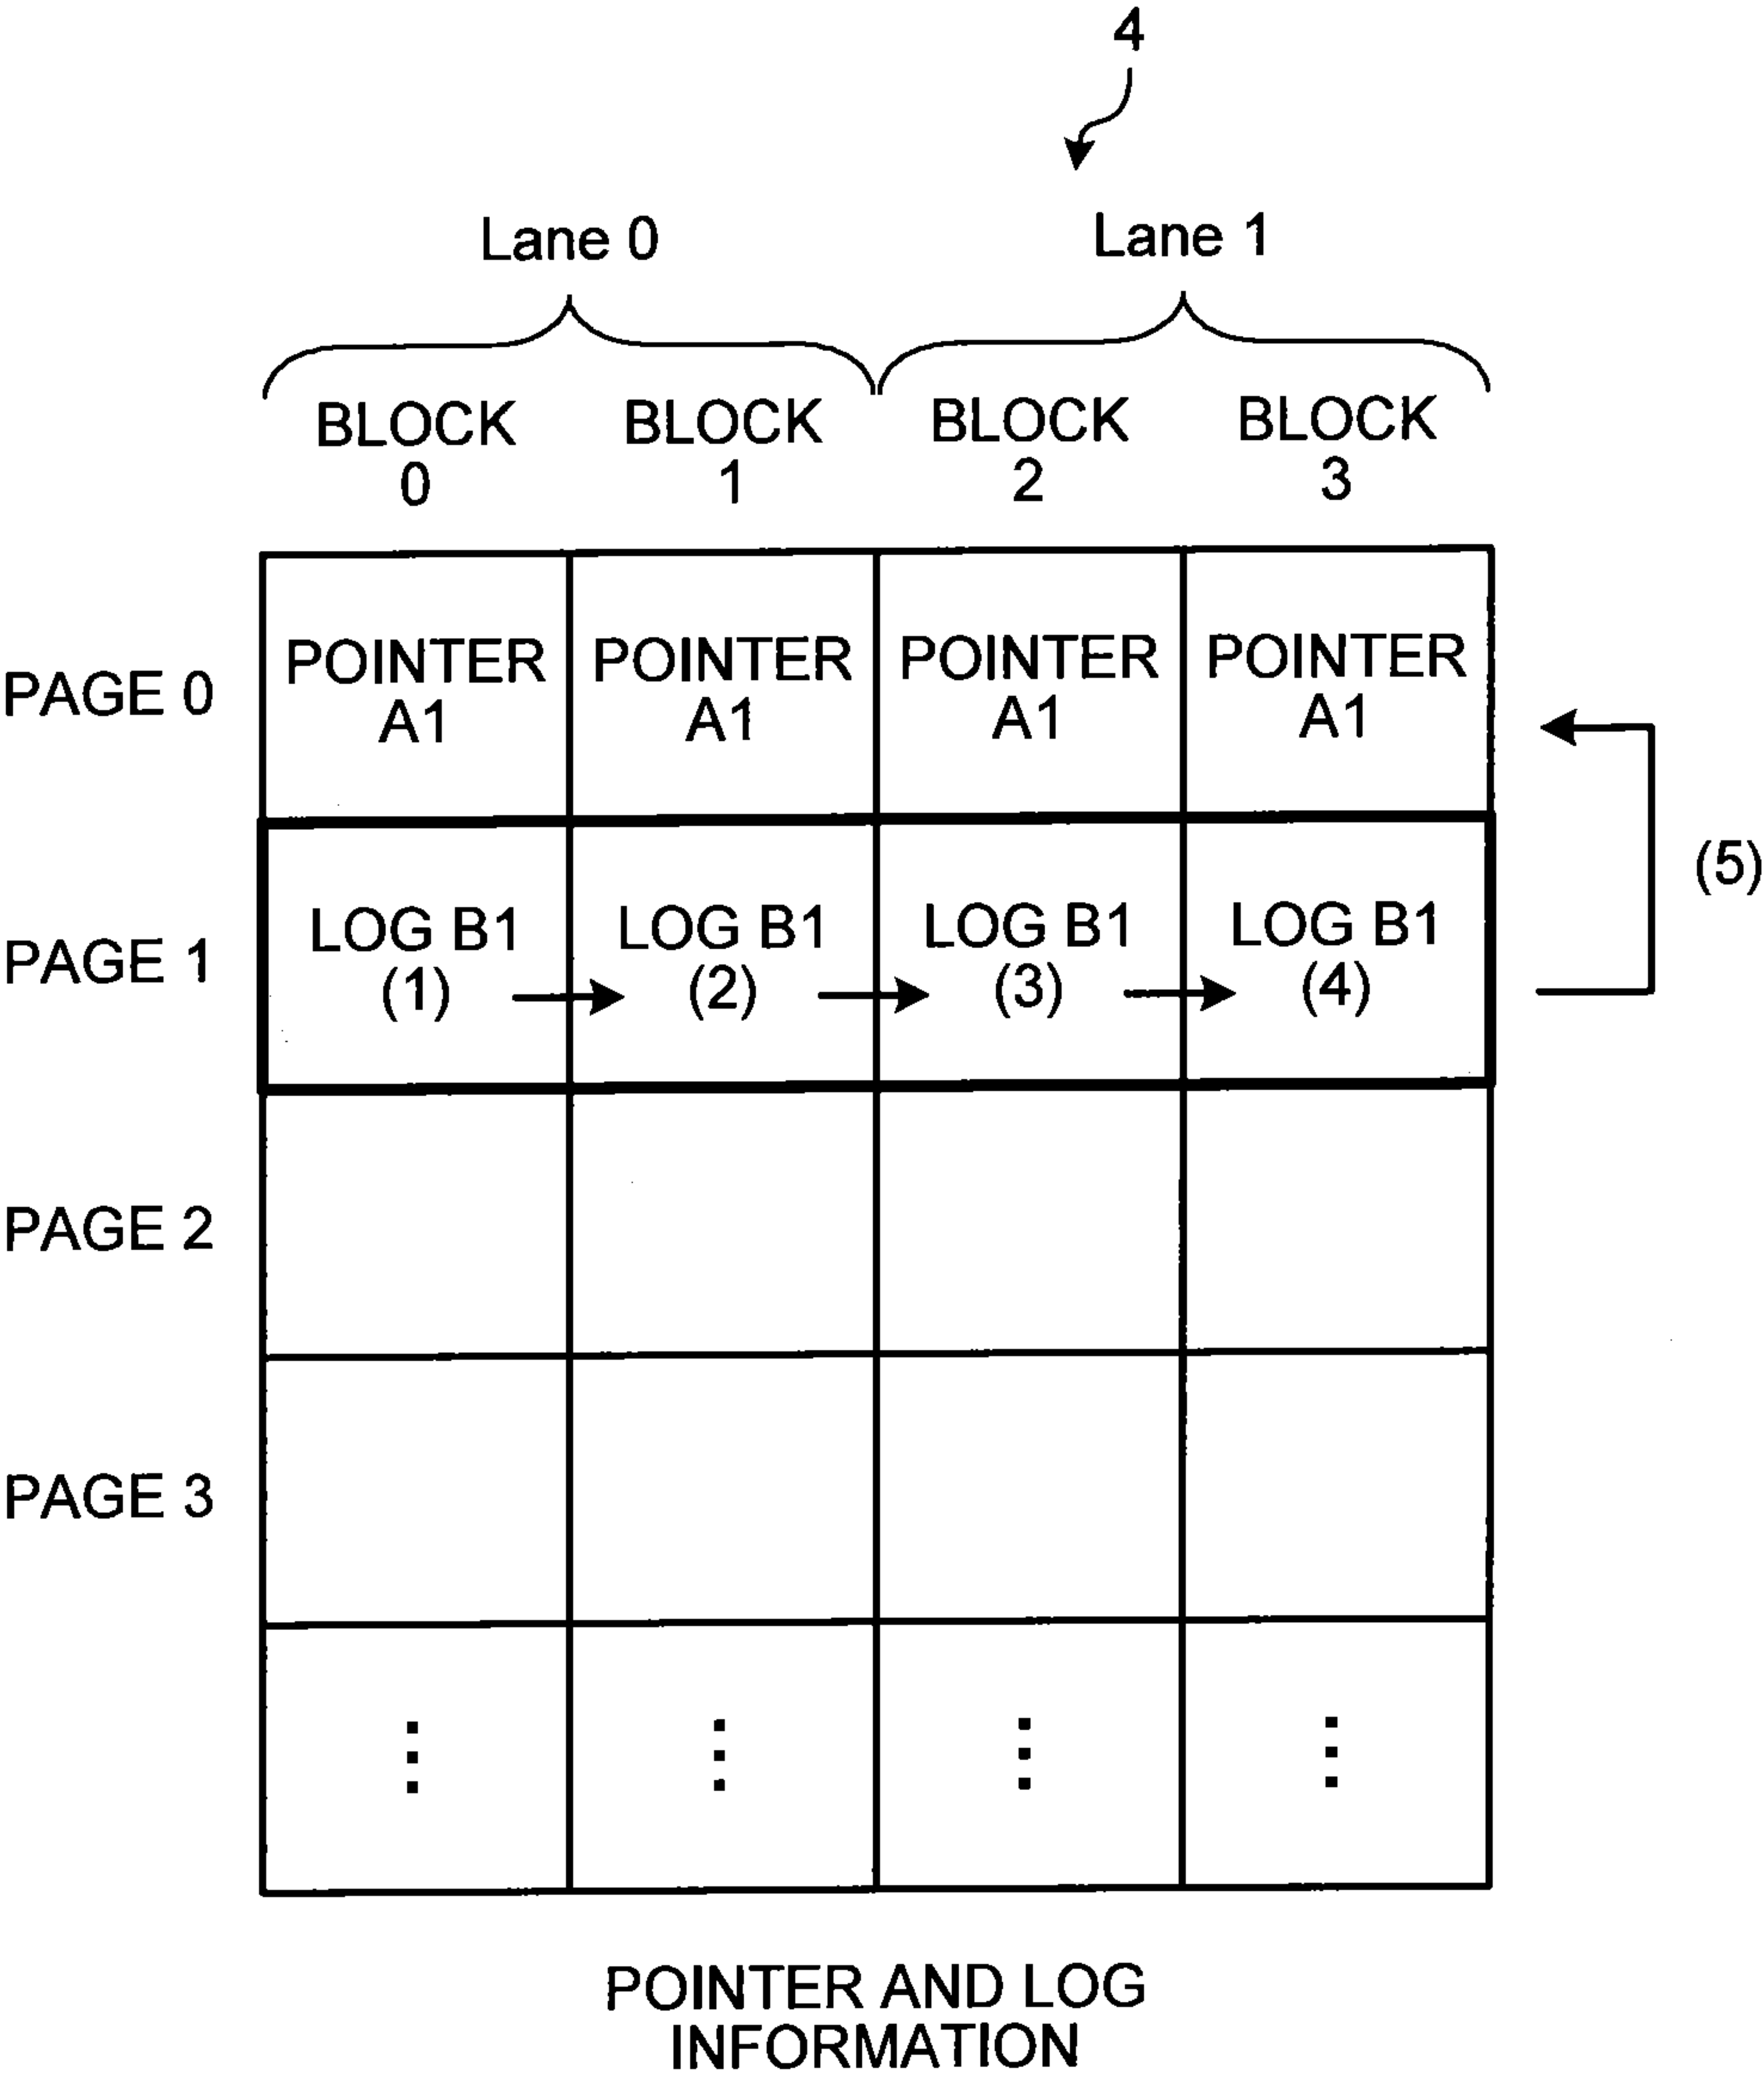 4
Lane 0 Lane 1
BLOCK BLOCK BLOCK BLOCK
0 1 2 3
POINTER POINTER POINTER POINTER
PAGE 0 A1 A1 A1 A1
(5)
LOG B1 LOG B1 LOG B1 LOG B1
PAGE 1 (1) (2) (3) (4)
PAGE 2
PAGE 3
POINTER AND LOG
INFORMATION